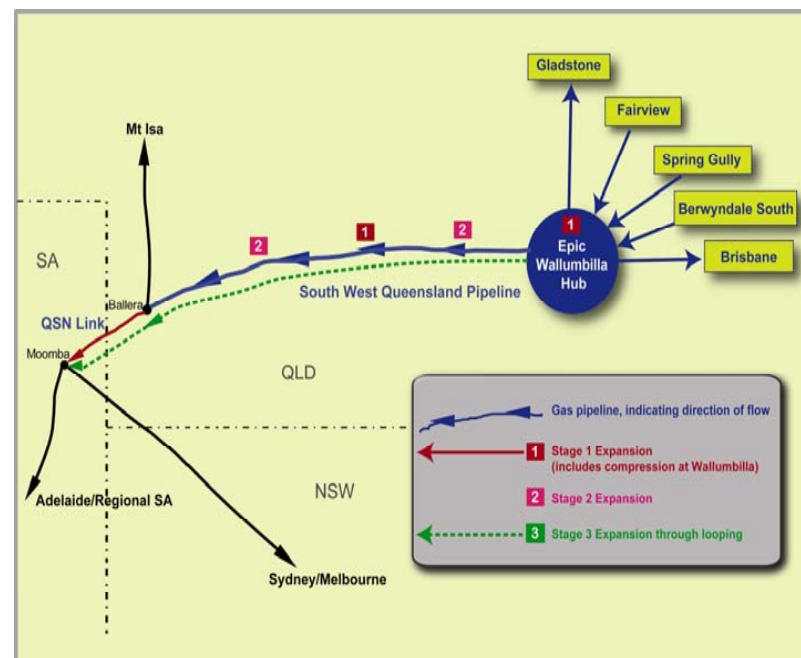 Gladstone
Fairview
Mt Isa
Spring Gully
Berwyndale South
1
2
1
2
Epic
Wallumbilla
Hub
Brisbane
SA
South West Queensland Pipeline
Ballera
QSN Link
Moomba
QLD
Gas pipeline, indicating direction of flow
1 Stage 1 Expansion
(includes compression at Wallumbilla)
2 Stage 2 Expansion
3 Stage 3 Expansion through looping
Adelaide/Regional SA
NSW
Sydney/Melbourne